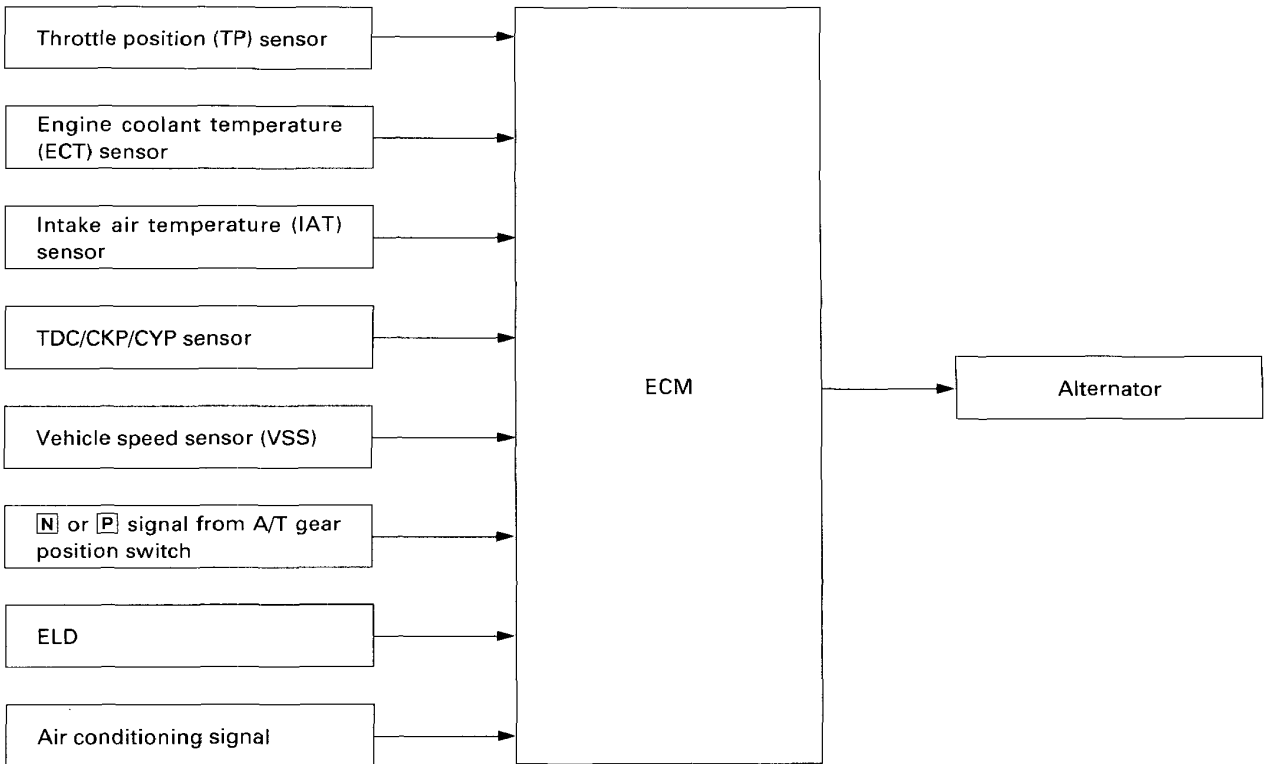 Throttle position (TP) sensor
Engine coolant temperature
(ECT) sensor
Intake air temperature (IAT)
sensor
TDC/CKP/CYP sensor
Vehicle speed sensor (VSS)
N or P signal from A/T gear
position switch
ELD
Air conditioning signal
ECM
Alternator